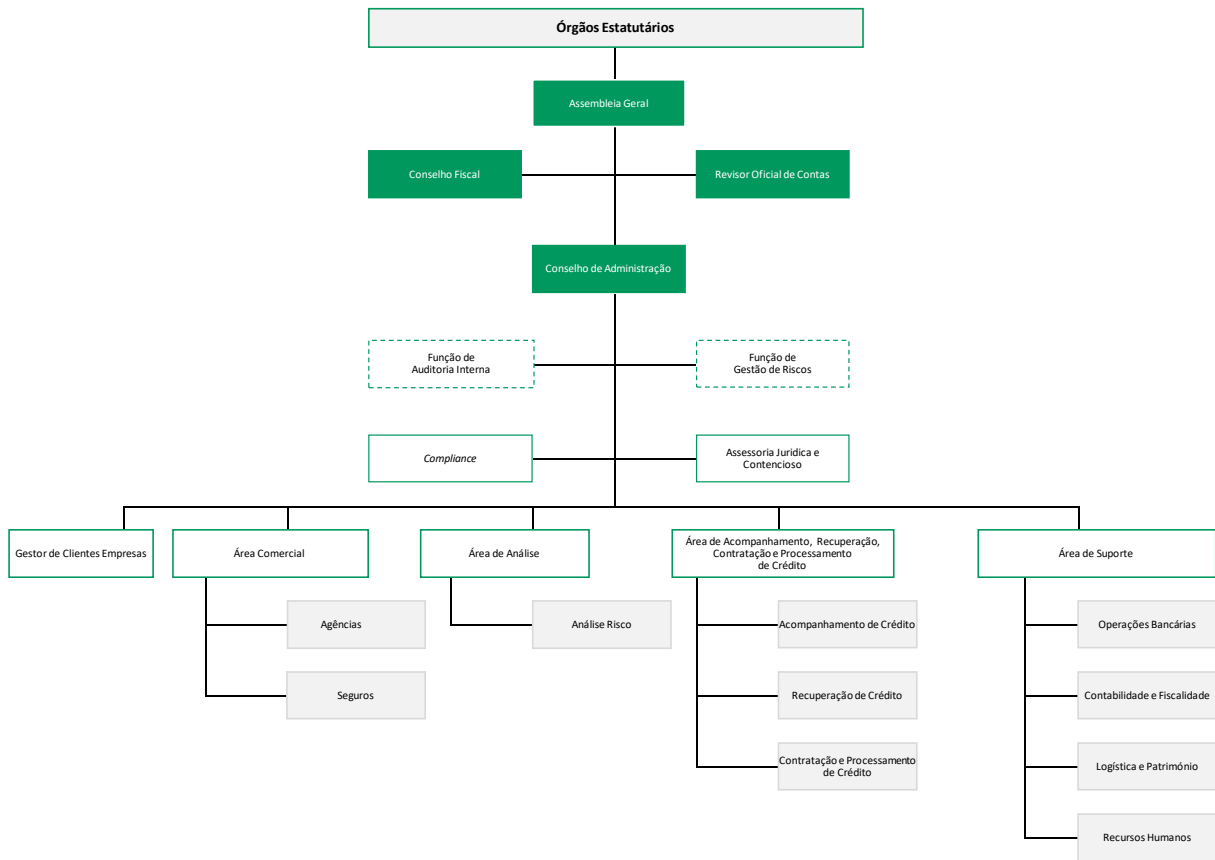 Órgãos Estatutários
Assembleia Geral
Conselho Fiscal
Revisor Oficial de Contas
Conselho de Administração
Função de
Auditoria Interna
Função de
Gestão de Riscos
Compliance
Assessoria Juridica e
Contencioso
Gestor de Clientes Empresas
Área Comercial
Área de Análise
Área de Acompanhamento, Recuperação,
Contratação e Processamento
de Crédito
Área de Suporte
Agências
Análise Risco
Acompanhamento de Crédito
Operações Bancárias
Seguros
Recuperação de Crédito
Contabilidade e Fiscalidade
Contratação e Processamento
de Crédito
Logística e Património
Recursos Humanos